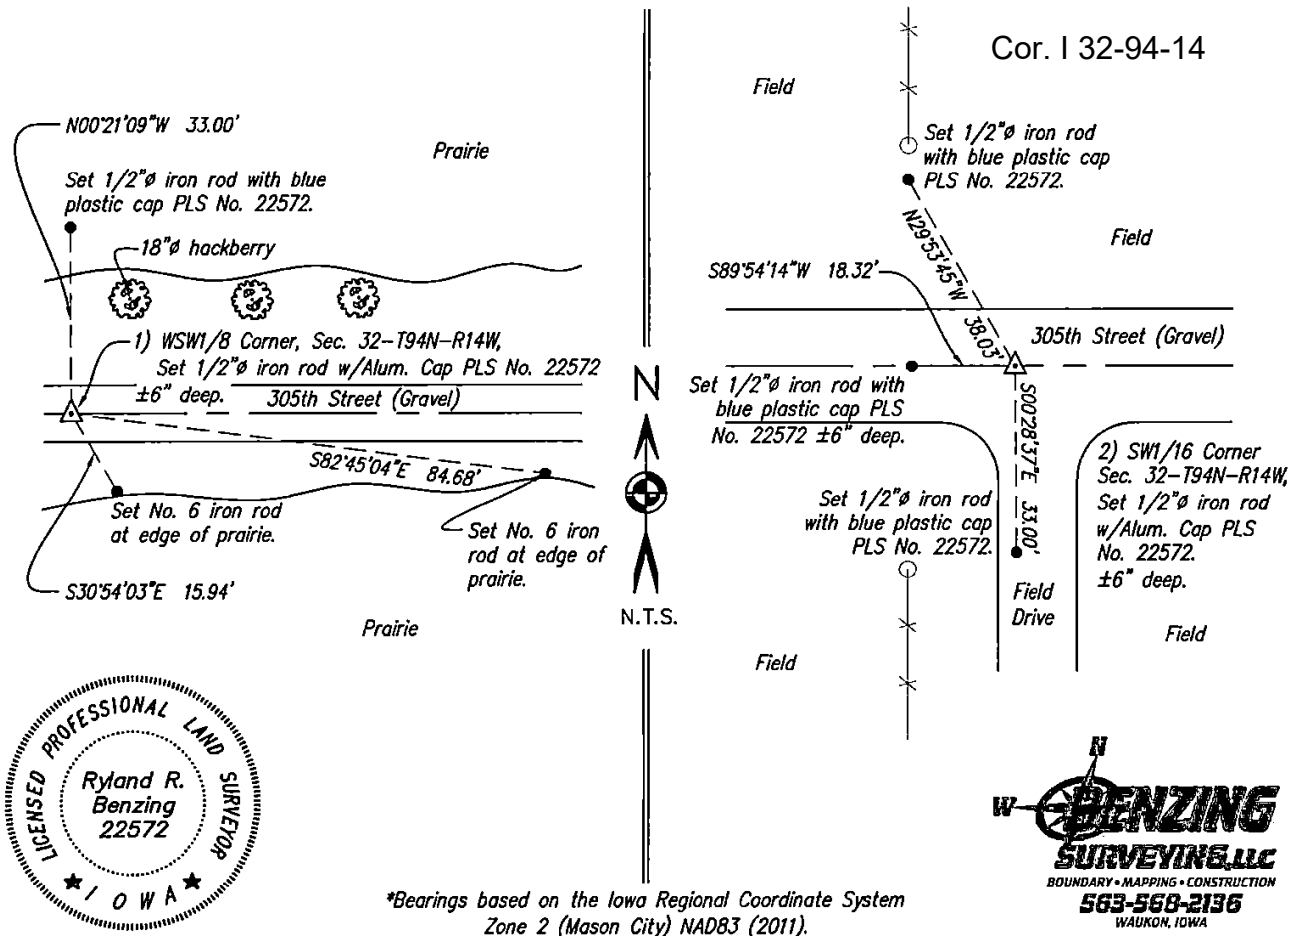 Cor. I 32-94-14
N00°21'09"W 33.00'
Prairie
Set 1/2"ø iron rod with blue
plastic cap PLS No. 22572.
18"ø hackberry
1) WSW1/8 Corner, Sec. 32-T94N-R14W,
Set 1/2"ø iron rod w/Alum. Cap PLS No. 22572
±6" deep.
305th Street (Gravel)
S82°45'04"E 84.68'
Set No. 6 iron rod
at edge of prairie.
Set No. 6 iron
rod at edge of
prairie.
S30°54'03"E 15.94'
Prairie
N
N.T.S.
Field
Set 1/2"ø iron rod
with blue plastic cap
PLS No. 22572.
Field
N29°53'45"W 38.03'
S89°54'14"W 18.32'
305th Street (Gravel)
Set 1/2"ø iron rod with
blue plastic cap PLS
No. 22572 ±6" deep.
S00°28'37"E 33.00'
2) SW1/16 Corner
Sec. 32-T94N-R14W,
Set 1/2"ø iron rod
w/Alum. Cap PLS
No. 22572.
±6" deep.
Set 1/2"ø iron rod
with blue plastic cap
PLS No. 22572.
Field
Drive
Field
Field
LICENSED PROFESSIONAL LAND SURVEYOR
Ryland R.
Benzing
22572
IOWA
*Bearings based on the Iowa Regional Coordinate System
Zone 2 (Mason City) NAD83 (2011).
N
W
BENZING
SURVEYING, LLC
BOUNDARY • MAPPING • CONSTRUCTION
563-568-2136
WAUKON, IOWA